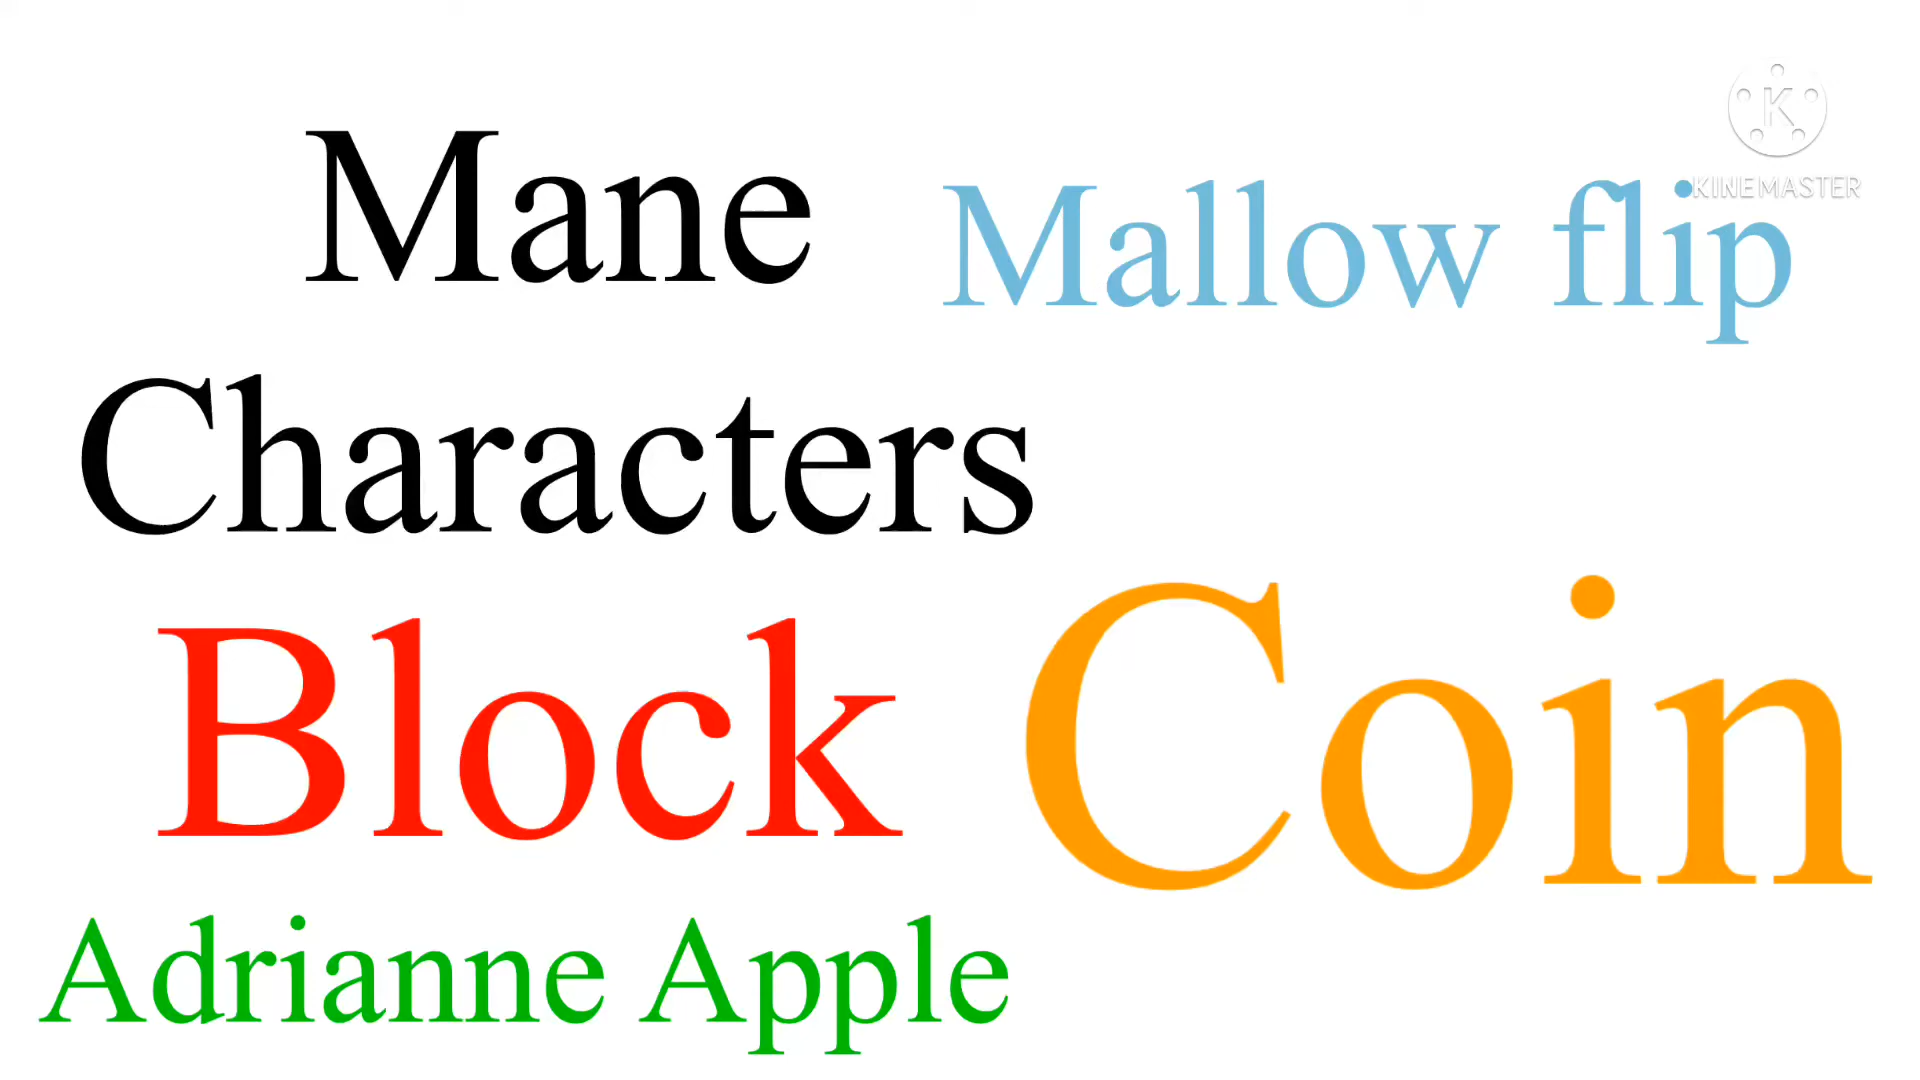 Mane
Characters
Mallow flip
KINEMASTER
Block
Coin
Adrianne Apple